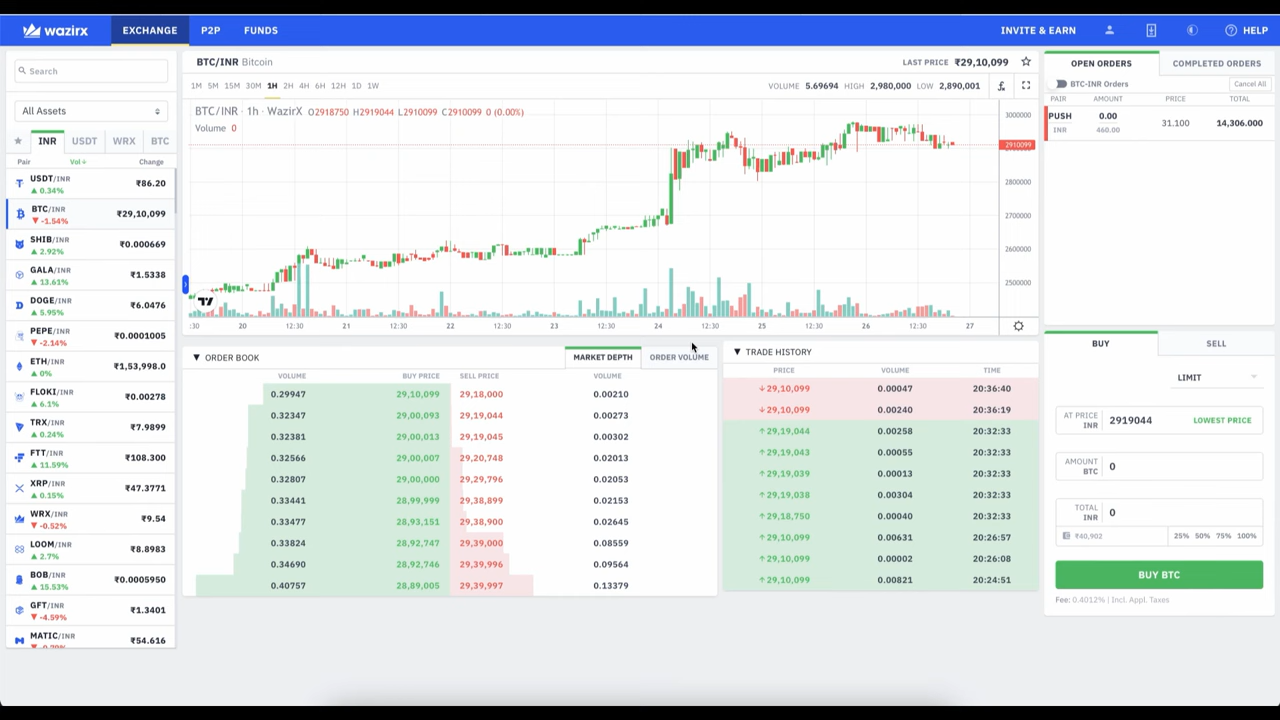 wazirx EXCHANGE P2P FUNDS INVITE & EARN HELP
Search
All Assets
INR USDT WRX BTC
Pair Vol Change
USDT/INR ₹86.20
▲ 0.34%
BTC/INR ₹29,10,099
▼ -1.54%
SHIB/INR ₹0.000669
▲ 2.92%
GALA/INR ₹1.5338
▲ 13.61%
DOGE/INR ₹6.0476
▲ 5.95%
PEPE/INR ₹0.0001005
▼ -2.14%
ETH/INR ₹1,53,998.0
▲ 0%
FLOKI/INR ₹0.00278
▲ 6.1%
TRX/INR ₹7.9899
▲ 0.24%
FTT/INR ₹108.300
▲ 11.59%
XRP/INR ₹47.3771
▲ 0.15%
WRX/INR ₹9.54
▼ -0.52%
LOOM/INR ₹8.8983
▲ 2.7%
BOB/INR ₹0.0005950
▲ 15.53%
GFT/INR ₹1.3401
▼ -4.59%
MATIC/INR ₹54.616
BTC/INR Bitcoin LAST PRICE ₹29,10,099
1M 5M 15M 30M 1H 2H 4H 6H 12H 1D 1W VOLUME 5.69694 HIGH 2,980,000 LOW 2,890,001
BTC/INR · 1h · WazirX O2918750 H2919044 L2910099 C2910099 0 (0.00%)
Volume 0
3000000
2910099
2800000
2700000
2600000
2500000
:30 20 12:30 21 12:30 22 12:30 23 12:30 24 12:30 25 12:30 26 12:30 27
▼ ORDER BOOK MARKET DEPTH ORDER VOLUME
VOLUME BUY PRICE SELL PRICE VOLUME
0.29947 29,10,099 29,18,000 0.00210
0.32347 29,00,093 29,19,044 0.00273
0.32381 29,00,013 29,19,045 0.00302
0.32566 29,00,007 29,20,748 0.02013
0.32807 29,00,000 29,29,796 0.02053
0.33441 28,99,999 29,38,899 0.02153
0.33477 28,93,151 29,38,900 0.02645
0.33824 28,92,747 29,39,000 0.08559
0.34690 28,92,746 29,39,996 0.09564
0.40757 28,89,005 29,39,997 0.13379
▼ TRADE HISTORY
PRICE VOLUME TIME
↓29,10,099 0.00047 20:36:40
↓29,10,099 0.00240 20:36:19
↑29,19,044 0.00258 20:32:33
↑29,19,043 0.00055 20:32:33
↑29,19,039 0.00013 20:32:33
↑29,19,038 0.00304 20:32:33
↑29,18,750 0.00040 20:32:33
↑29,10,099 0.00631 20:26:57
↑29,10,099 0.00002 20:26:08
↑29,10,099 0.00821 20:24:51
OPEN ORDERS COMPLETED ORDERS
BTC-INR Orders Cancel All
PAIR AMOUNT PRICE TOTAL
PUSH 0.00 31.100 14,306.000
INR 460.00
BUY SELL
LIMIT
AT PRICE INR 2919044 LOWEST PRICE
AMOUNT BTC 0
TOTAL INR 0
₹40,902 25% 50% 75% 100%
BUY BTC
Fee: 0.4012% | Incl. Appl. Taxes